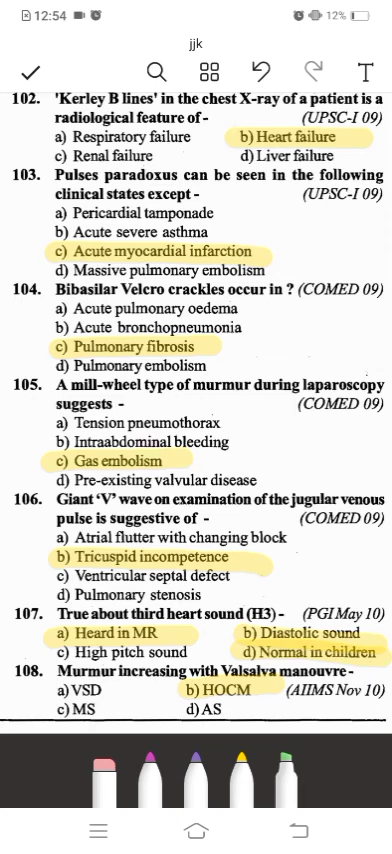 12:54
12%
jjk
T
102. 'Kerley B lines' in the chest X-ray of a patient is a
radiological feature of - (UPSC-I 09)
a) Respiratory failure b) Heart failure
c) Renal failure d) Liver failure
103. Pulses paradoxus can be seen in the following
clinical states except - (UPSC-I 09)
a) Pericardial tamponade
b) Acute severe asthma
c) Acute myocardial infarction
d) Massive pulmonary embolism
104. Bibasilar Velcro crackles occur in ? (COMED 09)
a) Acute pulmonary oedema
b) Acute bronchopneumonia
c) Pulmonary fibrosis
d) Pulmonary embolism
105. A mill-wheel type of murmur during laparoscopy
suggests - (COMED 09)
a) Tension pneumothorax
b) Intraabdominal bleeding
c) Gas embolism
d) Pre-existing valvular disease
106. Giant ‘V’ wave on examination of the jugular venous
pulse is suggestive of - (COMED 09)
a) Atrial flutter with changing block
b) Tricuspid incompetence
c) Ventricular septal defect
d) Pulmonary stenosis
107. True about third heart sound (H3) - (PGI May 10)
a) Heard in MR b) Diastolic sound
c) High pitch sound d) Normal in children
108. Murmur increasing with Valsalva manouvre -
a) VSD b) HOCM (AIIMS Nov 10)
c) MS d) AS